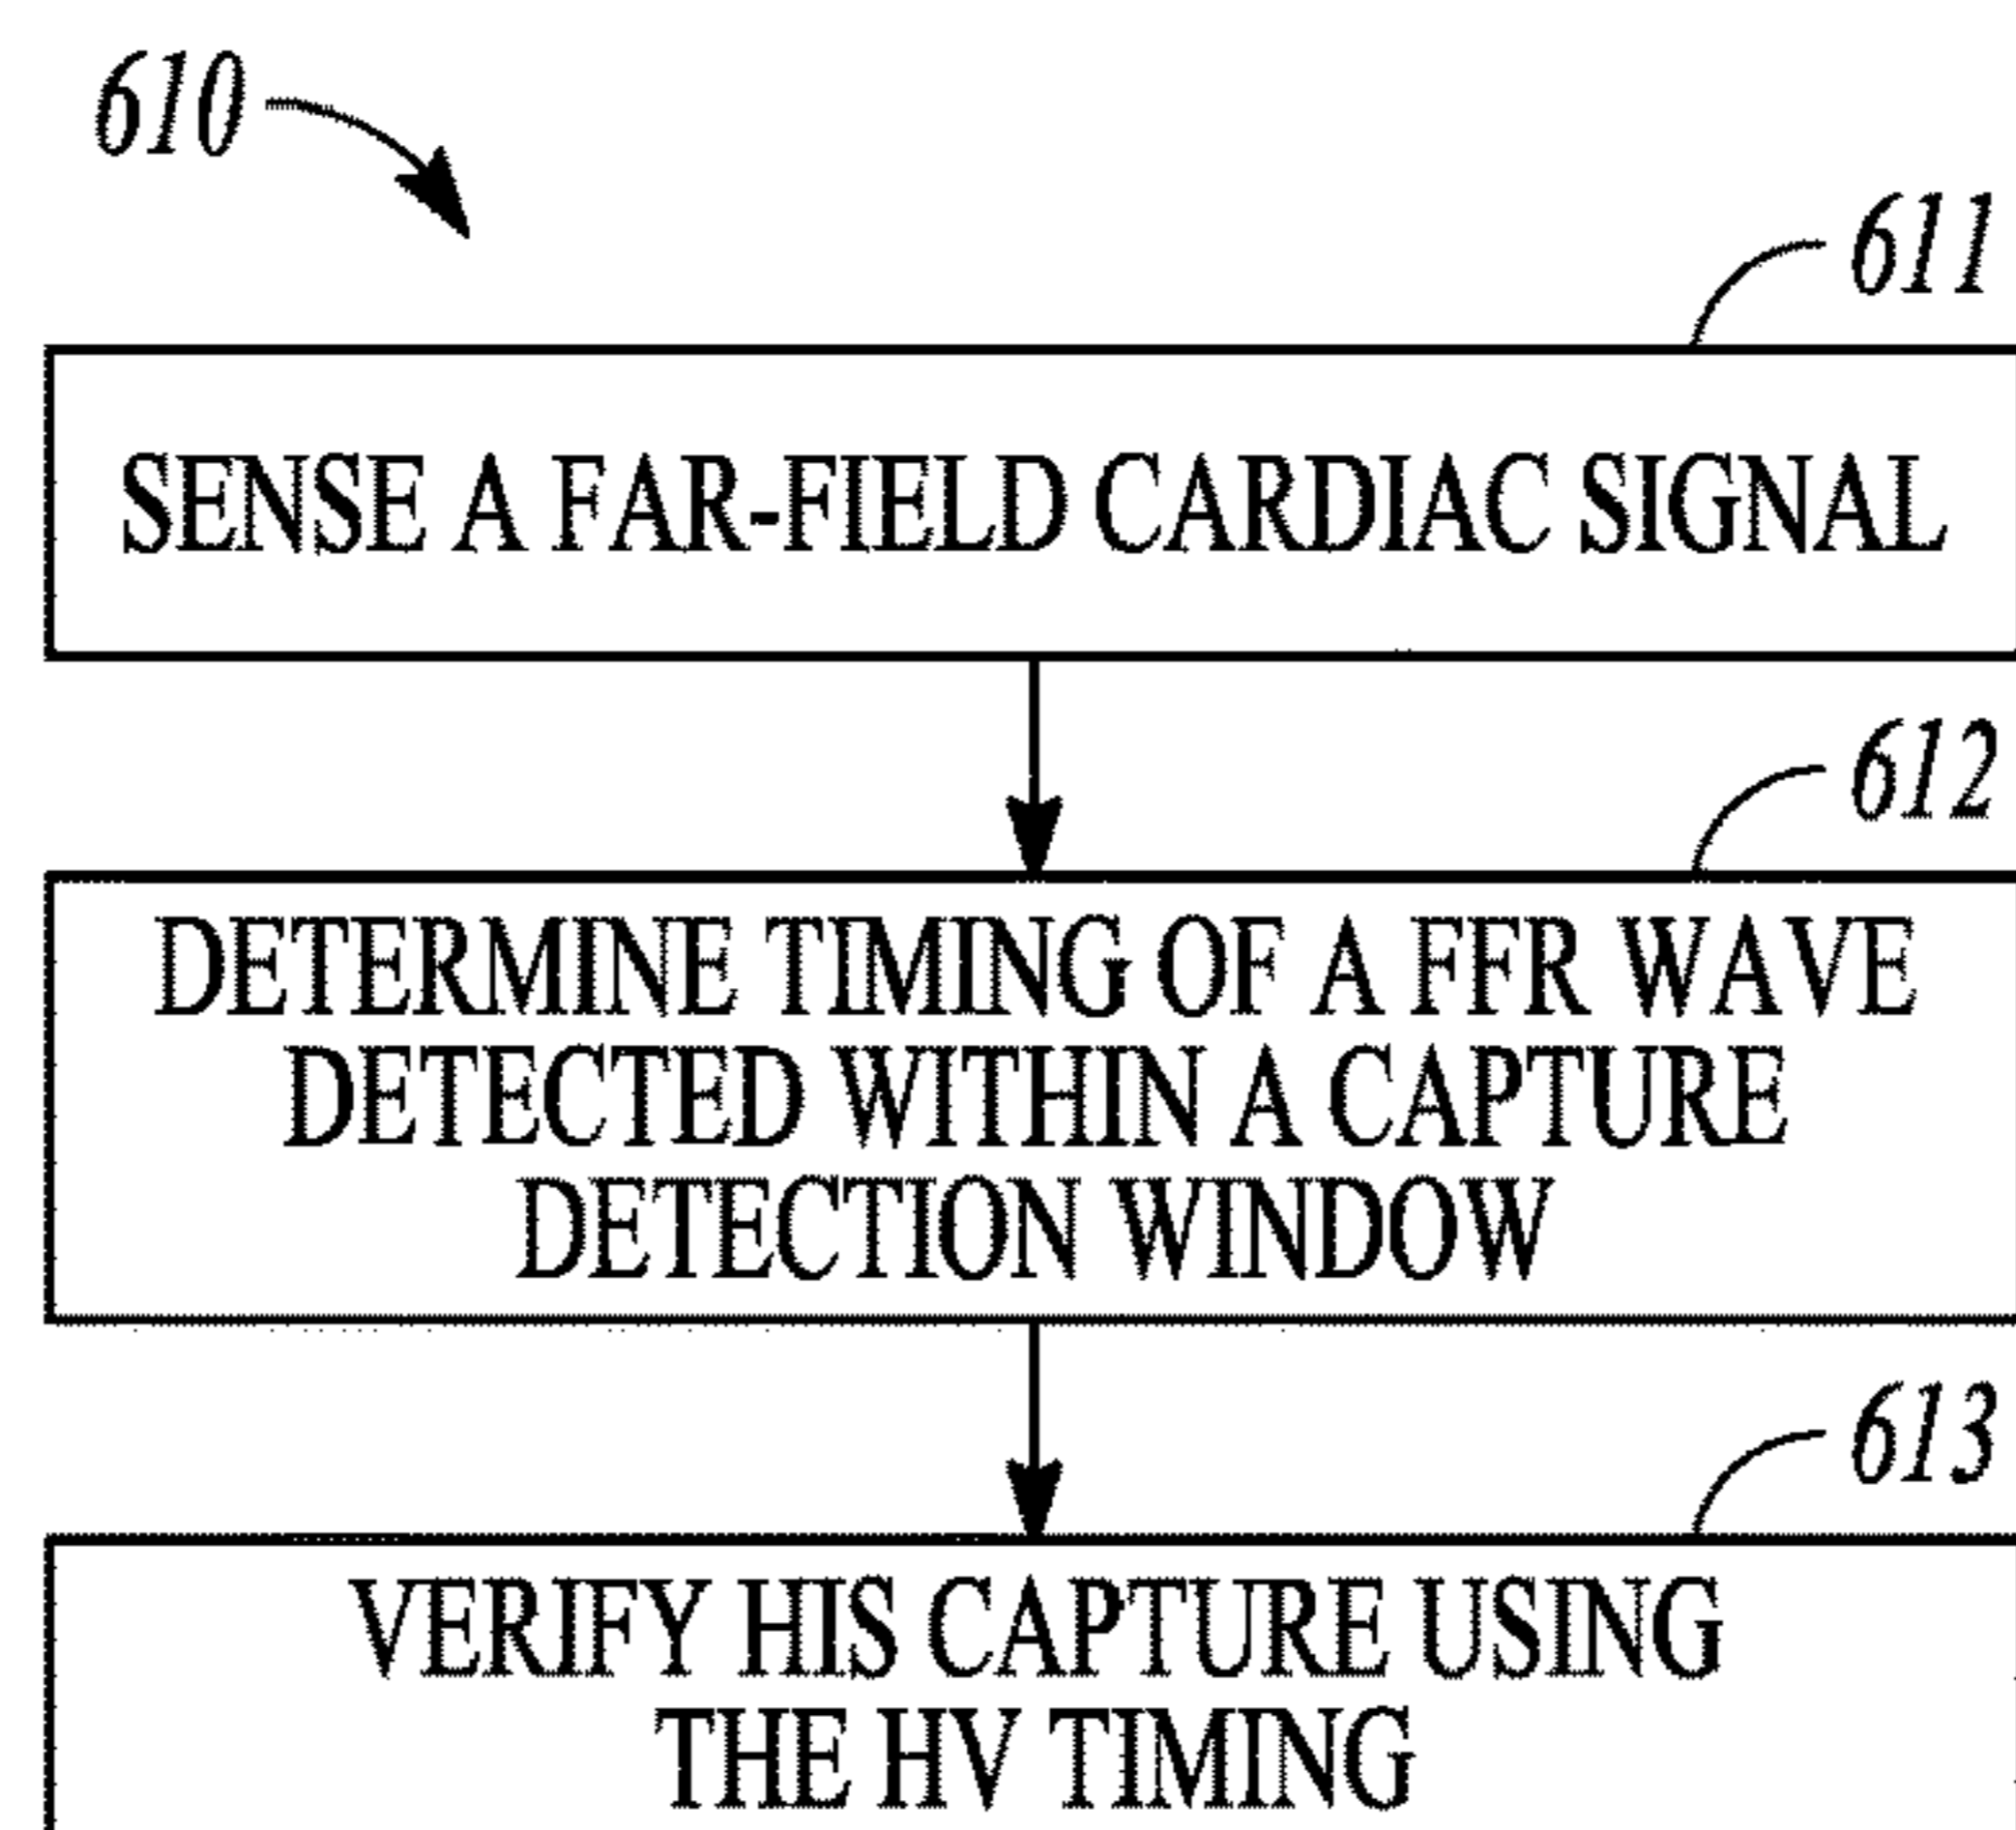 610
611
SENSE A FAR-FIELD CARDIAC SIGNAL
612
DETERMINE TIMING OF A FFR WAVE
DETECTED WITHIN A CAPTURE
DETECTION WINDOW
613
VERIFY HIS CAPTURE USING
THE HV TIMING